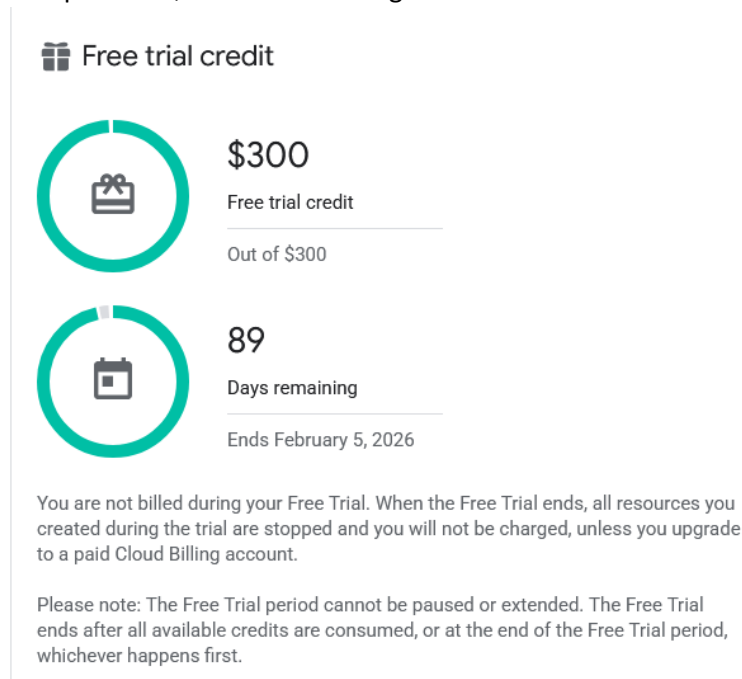 Free trial credit
$300
Free trial credit
Out of $300
89
Days remaining
Ends February 5, 2026
You are not billed during your Free Trial. When the Free Trial ends, all resources you
created during the trial are stopped and you will not be charged, unless you upgrade
to a paid Cloud Billing account.
Please note: The Free Trial period cannot be paused or extended. The Free Trial
ends after all available credits are consumed, or at the end of the Free Trial period,
whichever happens first.